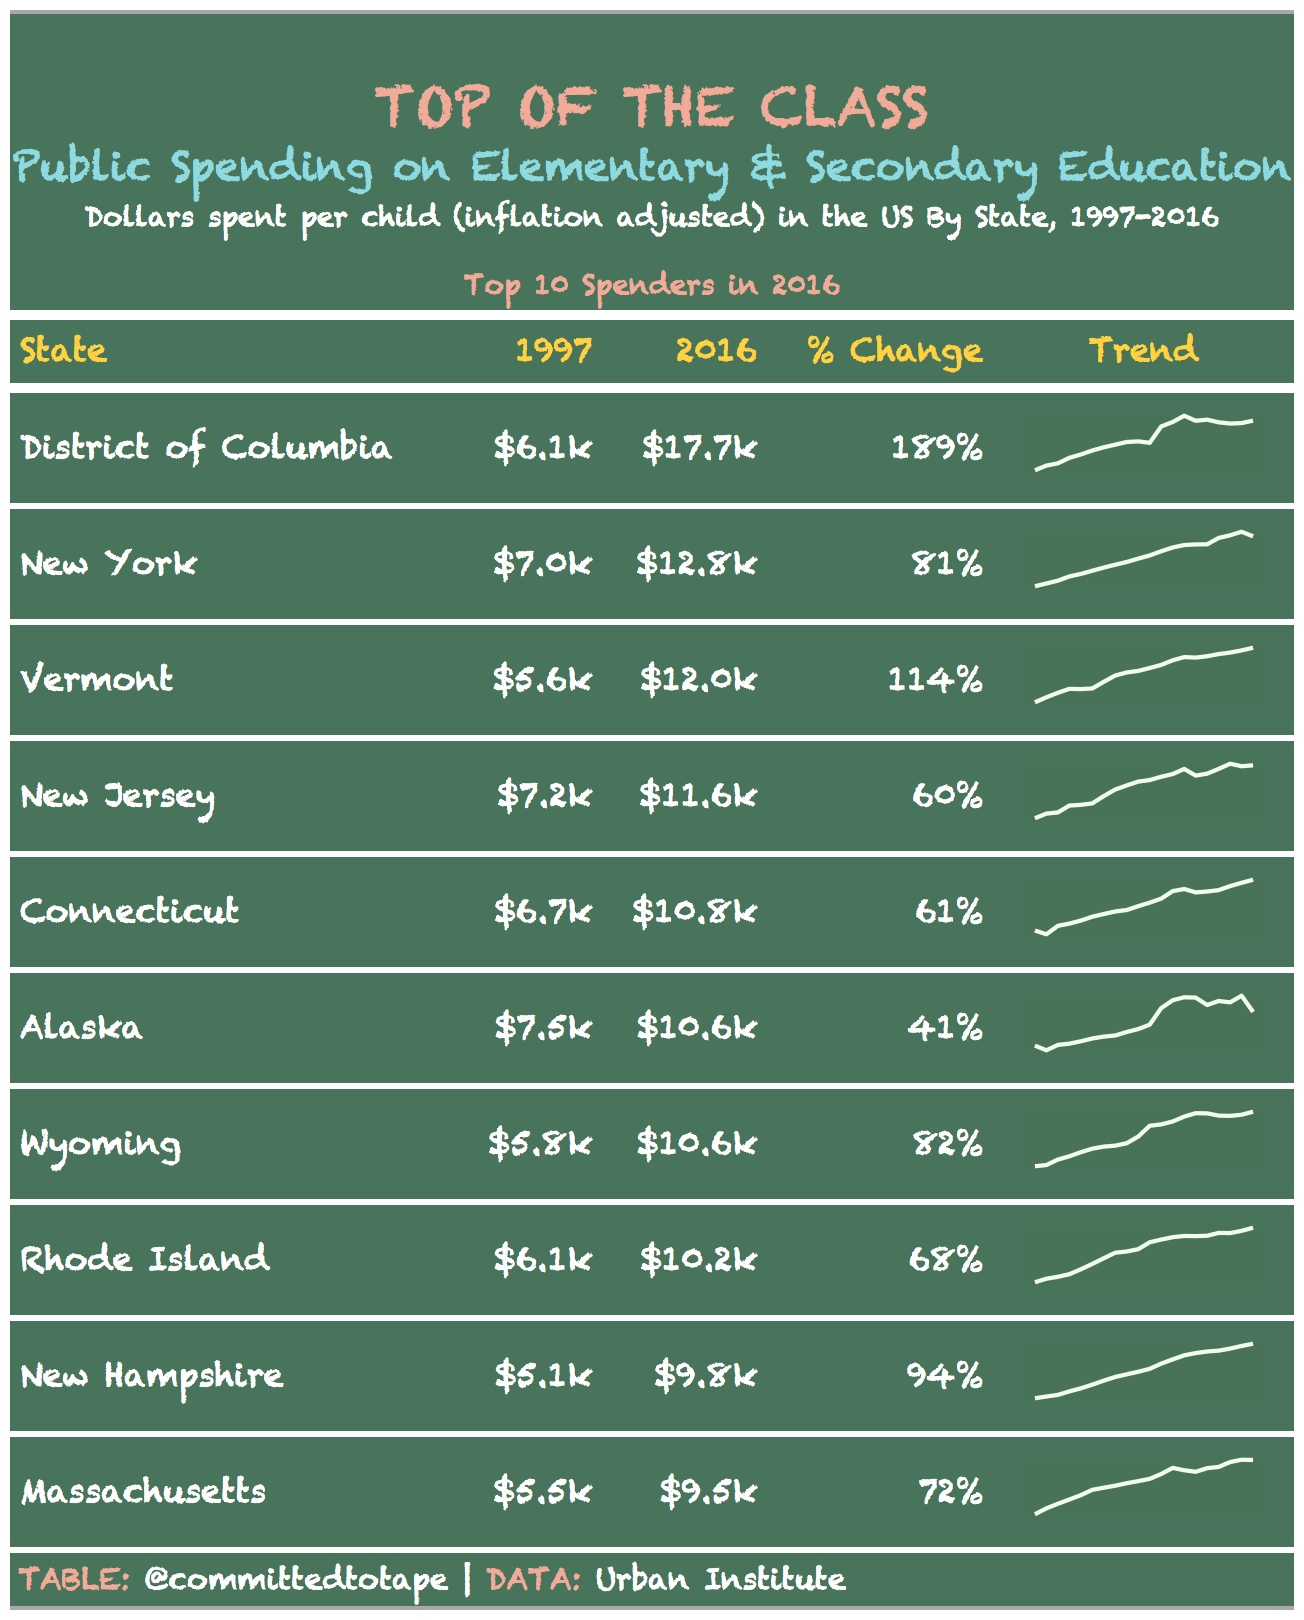 TOP OF THE CLASS
Public Spending on Elementary & Secondary Education
Dollars spent per child (inflation adjusted) in the US By State, 1997-2016
Top 10 Spenders in 2016
State 1997 2016 % Change Trend
District of Columbia $6.1k $17.7k 189%
New York $7.0k $12.8k 81%
Vermont $5.6k $12.0k 114%
New Jersey $7.2k $11.6k 60%
Connecticut $6.7k $10.8k 61%
Alaska $7.5k $10.6k 41%
Wyoming $5.8k $10.6k 82%
Rhode Island $6.1k $10.2k 68%
New Hampshire $5.1k $9.8k 94%
Massachusetts $5.5k $9.5k 72%
TABLE: @committedtotape | DATA: Urban Institute